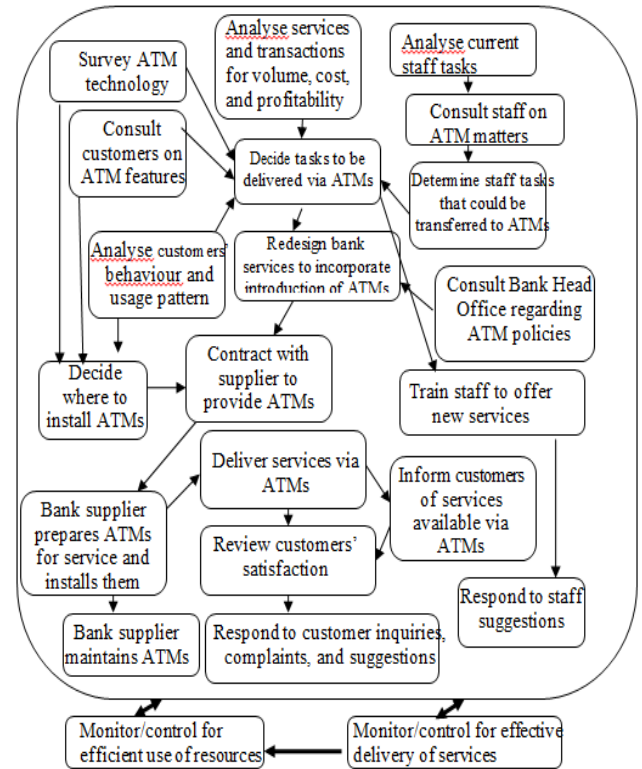 Analyse services
and transactions
for volume, cost,
and profitability
Analyse current
staff tasks
Survey ATM
technology
Consult staff on
ATM matters
Consult
customers on
ATM features
Decide tasks to be
delivered via ATMs
Determine staff tasks
that could be
transferred to ATMs
Analyse customers'
behaviour and
usage pattern
Redesign bank
services to incorporate
introduction of ATMs
Consult Bank Head
Office regarding
ATM policies
Decide
where to
install ATMs
Contract with
supplier to
provide ATMs
Train staff to offer
new services
Deliver services via
ATMs
Inform customers
of services
available via
ATMs
Bank supplier
prepares ATMs
for service and
installs them
Review customers'
satisfaction
Respond to staff
suggestions
Bank supplier
maintains ATMs
Respond to customer inquiries,
complaints, and suggestions
Monitor/control for
efficient use of resources
Monitor/control for effective
delivery of services